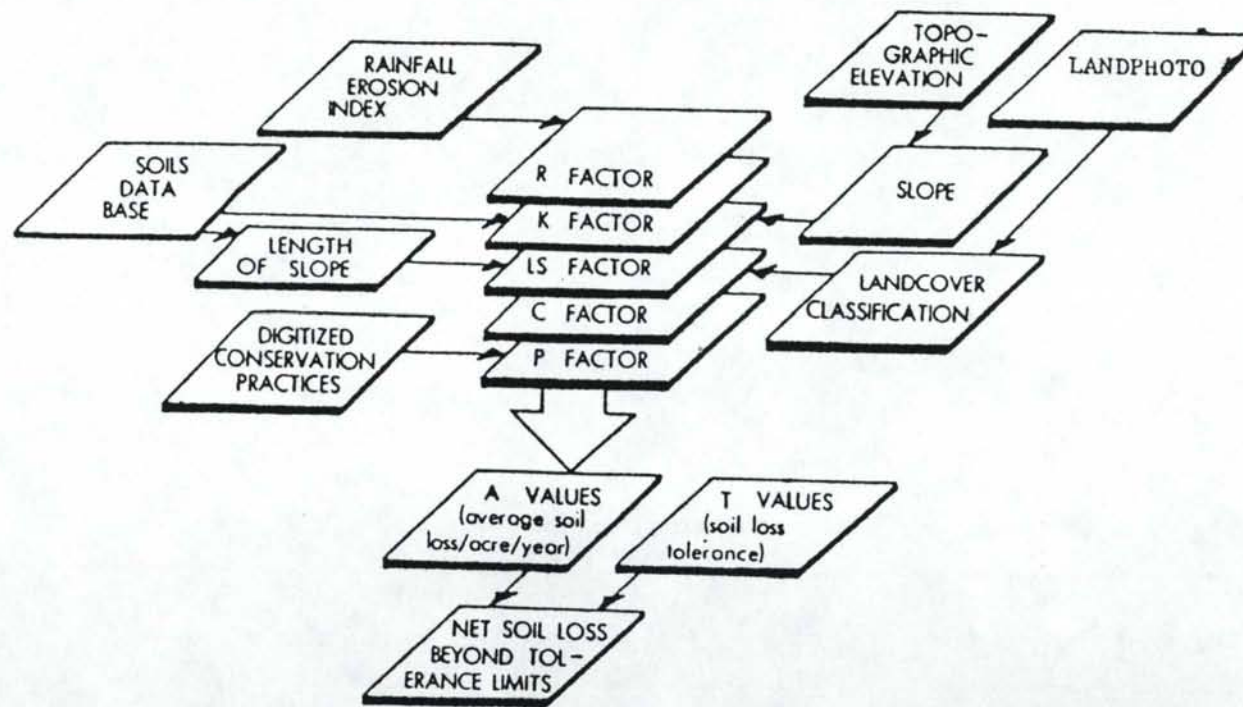 RAINFALL
EROSION
INDEX
TOPO-
GRAPHIC
ELEVATION
LANDPHOTO
SOILS
DATA
BASE
R FACTOR
SLOPE
K FACTOR
LENGTH
OF SLOPE
LS FACTOR
LANDCOVER
CLASSIFICATION
C FACTOR
DIGITIZED
CONSERVATION
PRACTICES
P FACTOR
A VALUES
(average soil
loss/acre/year)
T VALUES
(soil loss
tolerance)
NET SOIL LOSS
BEYOND TOL-
ERANCE LIMITS